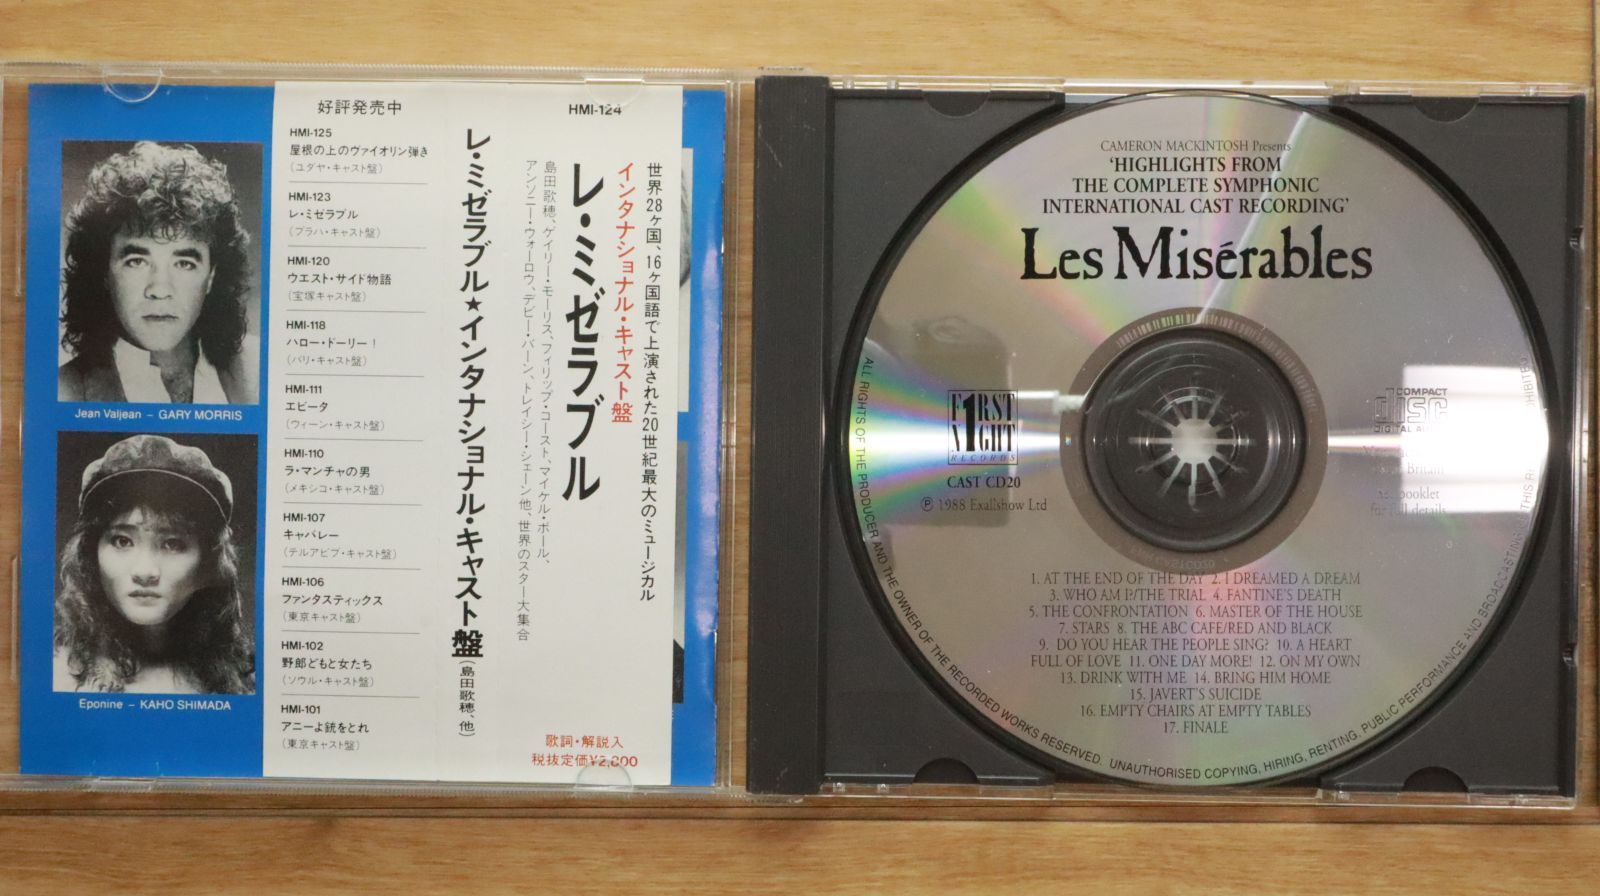 Jean Valjean – GARY MORRIS
Eponine – KAHO SHIMADA
好評発売中
HMI-125
屋根の上のヴァイオリン弾き
(ユダヤ・キャスト盤)
HMI-123
レ・ミゼラブル
(プラハ・キャスト盤)
HMI-120
ウエスト・サイド物語
(宝塚キャスト盤)
HMI-118
ハロー・ドーリー!
(パリ・キャスト盤)
HMI-111
エビータ
(ウィーン・キャスト盤)
HMI-110
ラ・マンチャの男
(メキシコ・キャスト盤)
HMI-107
キャバレー
(テルアビブ・キャスト盤)
HMI-106
ファンタスティックス
(東京キャスト盤)
HMI-102
野郎どもと女たち
(ソウル・キャスト盤)
HMI-101
アニーよ銃をとれ
(東京キャスト盤)
レ・ミゼラブル★インタナショナル・キャスト盤(島田歌穂、他)
HMI-124
世界28ヶ国、16ヶ国語で上演された20世紀最大のミュージカル
インタナショナル・キャスト盤
レ・ミゼラブル
島田歌穂、ゲイリー・モーリス、フィリップ・コースト、マイケル・ボール、
アンソニー・ウォーロウ、デビー・バーン、トレイシー・シェーン他、世界のスター大集合
歌詞・解説入
税抜定価¥2,800
CAMERON MACKINTOSH Presents
'HIGHLIGHTS FROM
THE COMPLETE SYMPHONIC
INTERNATIONAL CAST RECORDING'
Les Misérables
F1RST
NIGHT
RECORDS
CAST CD20
Ⓟ 1988 Exallshow Ltd
COMPACT
disc
DIGITAL AUDIO
Britain
booklet
for full details
1. AT THE END OF THE DAY 2. I DREAMED A DREAM
3. WHO AM I?/THE TRIAL 4. FANTINE'S DEATH
5. THE CONFRONTATION 6. MASTER OF THE HOUSE
7. STARS 8. THE ABC CAFE/RED AND BLACK
9. DO YOU HEAR THE PEOPLE SING? 10. A HEART
FULL OF LOVE 11. ONE DAY MORE! 12. ON MY OWN
13. DRINK WITH ME 14. BRING HIM HOME
15. JAVERT'S SUICIDE
16. EMPTY CHAIRS AT EMPTY TABLES
17. FINALE
ALL RIGHTS OF THE PRODUCER AND THE OWNER OF THE RECORDED WORKS RESERVED. UNAUTHORISED COPYING, HIRING, RENTING, PUBLIC PERFORMANCE AND BROADCASTING OF THIS